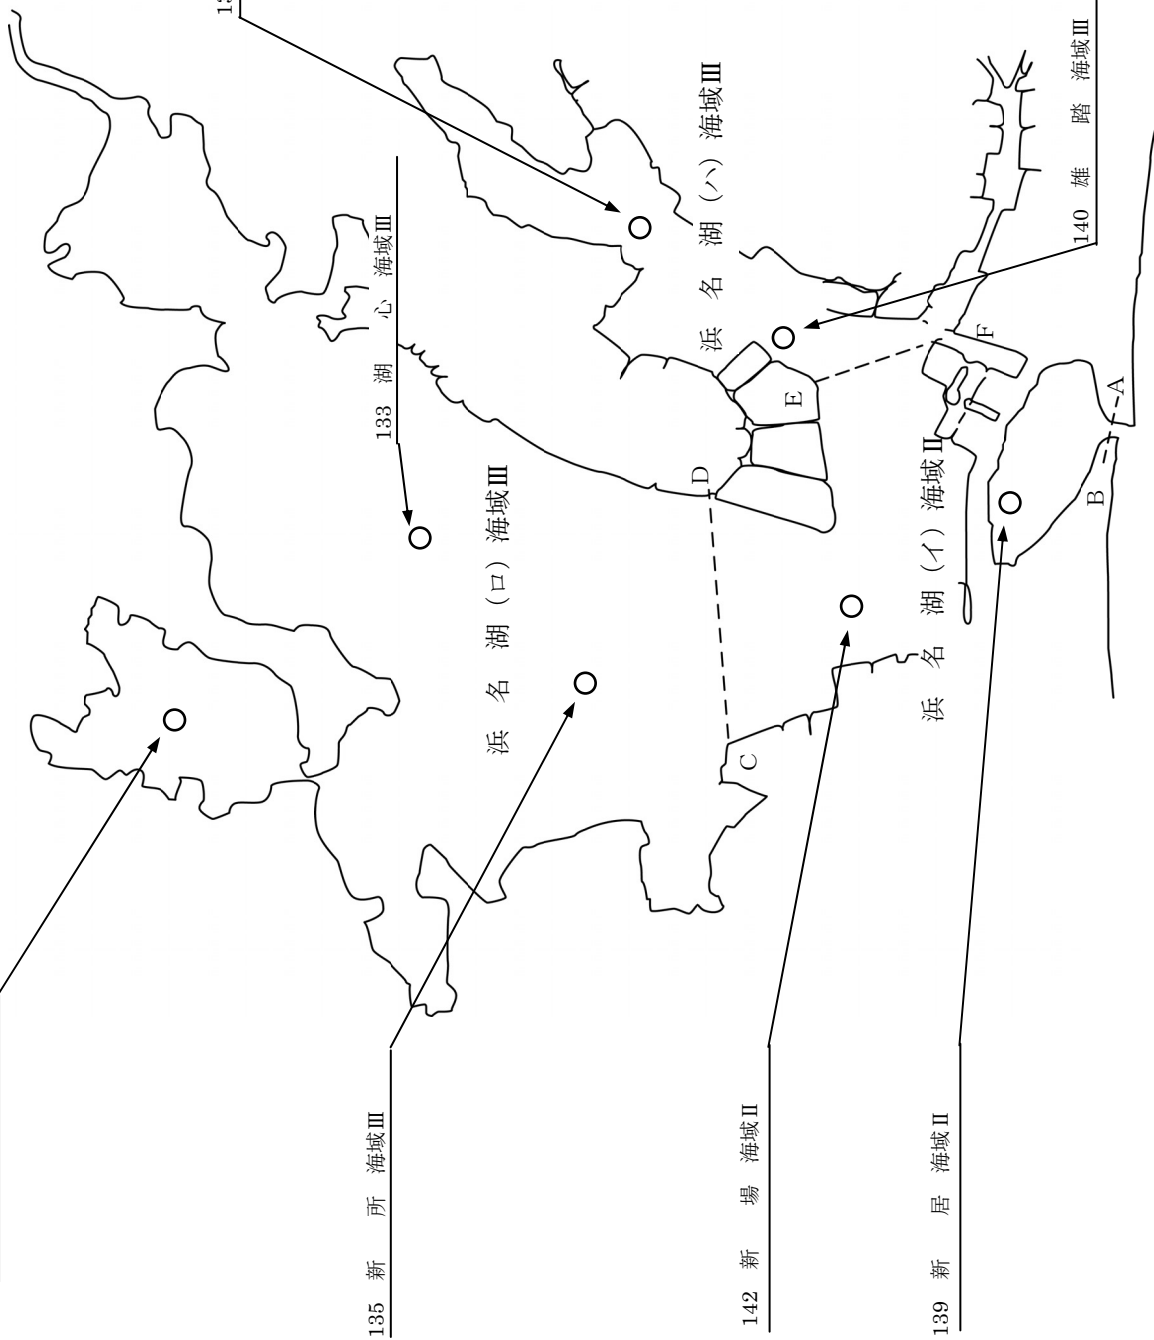 133 湖 心 海域Ⅲ
135 新 所 海域Ⅲ
浜 名 湖 (ロ) 海域Ⅲ
浜 名 湖 (ハ) 海域Ⅲ
142 新 場 海域Ⅱ
浜 名 湖 (イ) 海域Ⅱ
139 新 居 海域Ⅱ
140 雄 踏 海域Ⅲ
D
C
E
F
B
A